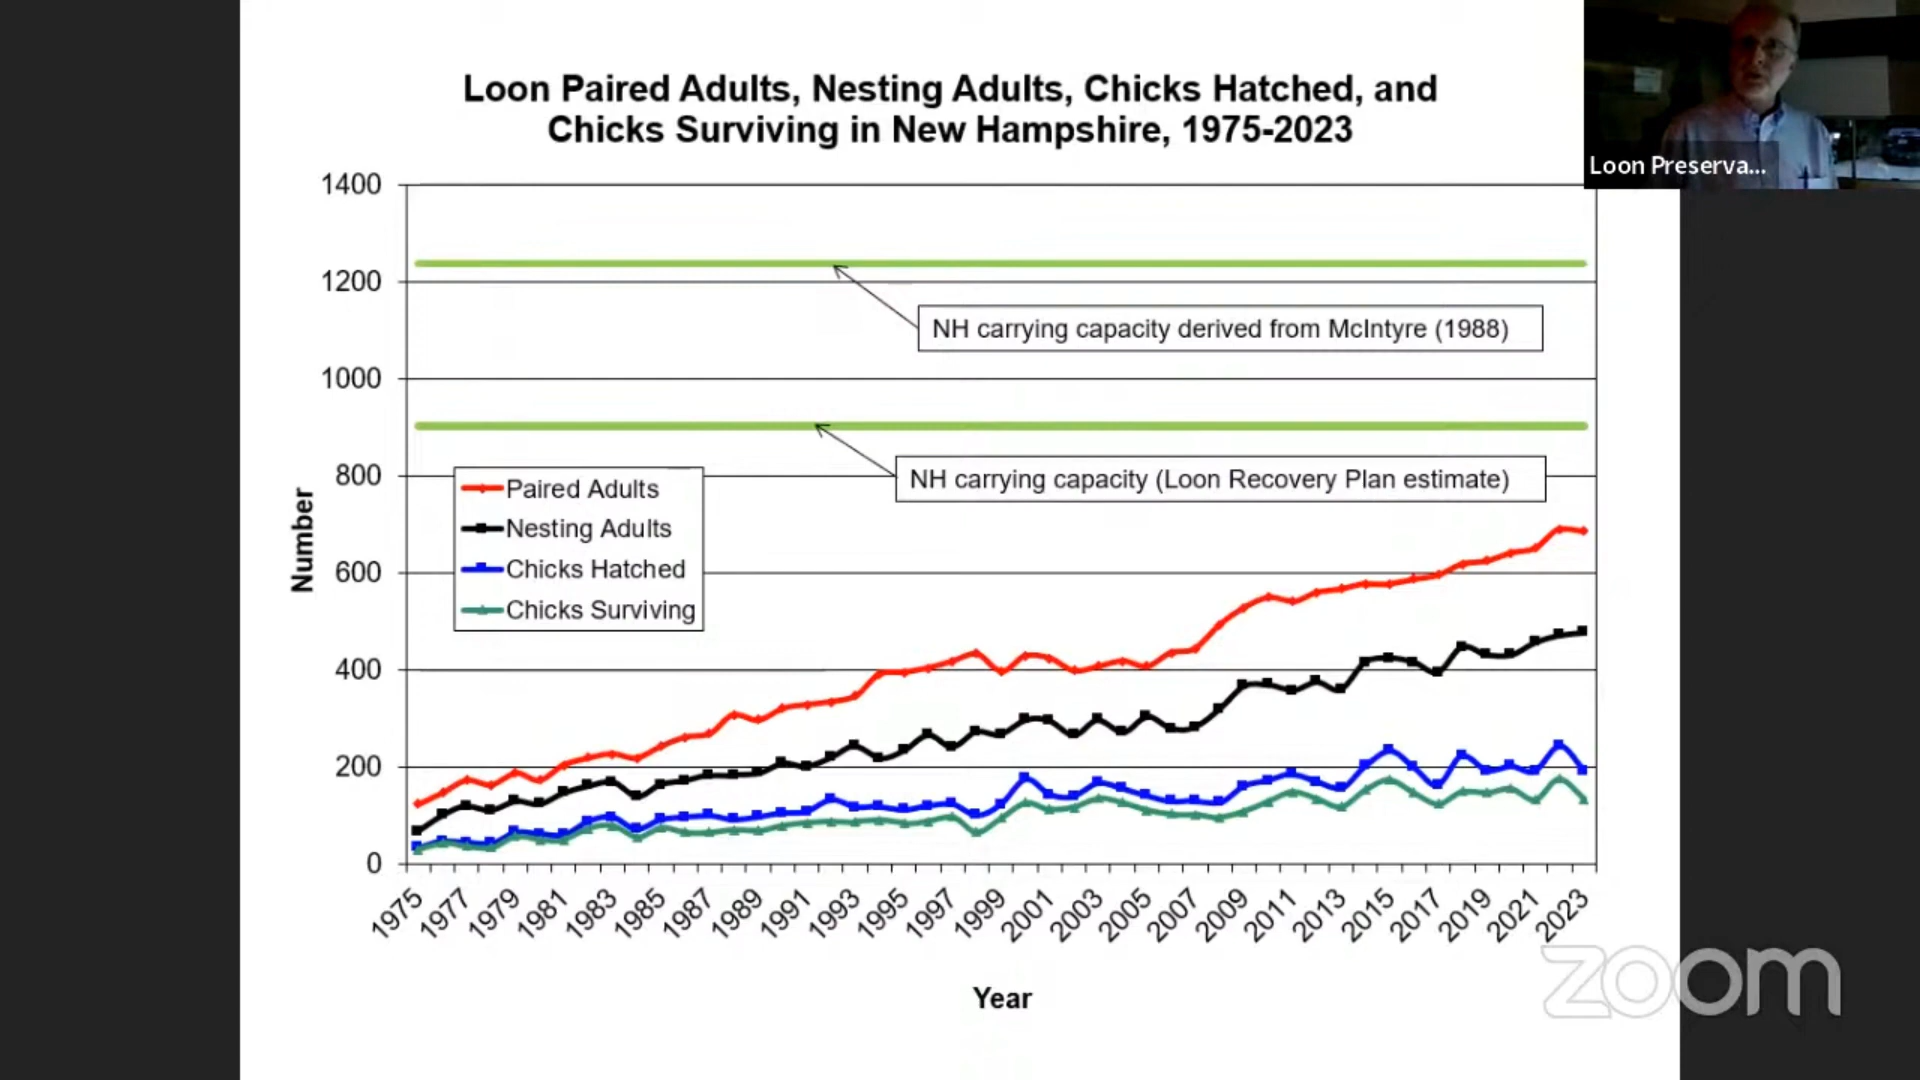 Loon Paired Adults, Nesting Adults, Chicks Hatched, and
Chicks Surviving in New Hampshire, 1975-2023
Loon Preserva...
1400
1200
1000
800
600
400
200
0
Number
NH carrying capacity derived from McIntyre (1988)
NH carrying capacity (Loon Recovery Plan estimate)
Paired Adults
Nesting Adults
Chicks Hatched
Chicks Surviving
1975
1977
1979
1981
1983
1985
1987
1989
1991
1993
1995
1997
1999
2001
2003
2005
2007
2009
2011
2013
2015
2017
2019
2021
2023
Year
zoom